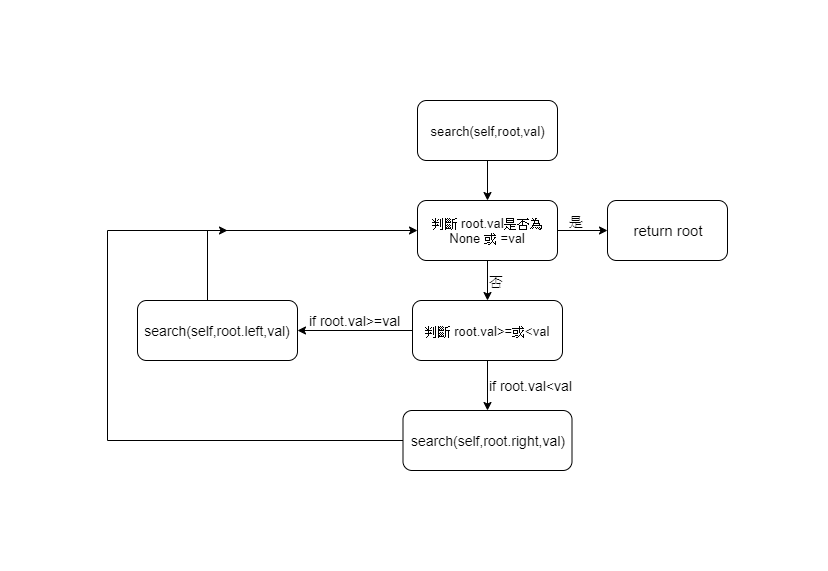 search(self,root,val)
判斷 root.val是否為
None 或 =val
是
return root
否
判斷 root.val>=或<val
if root.val>=val
search(self,root.left,val)
if root.val<val
search(self,root.right,val)